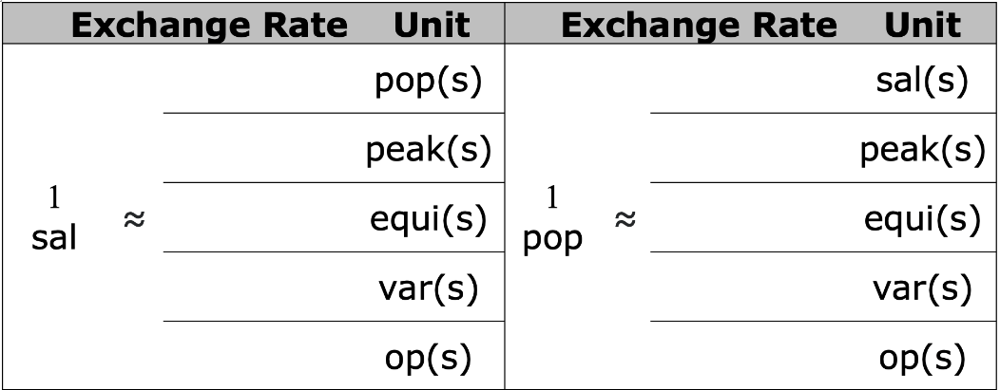 Exchange Rate Unit Exchange Rate Unit
pop(s) sal(s)
peak(s) peak(s)
1 sal ≈ equi(s) 1 pop ≈ equi(s)
var(s) var(s)
op(s) op(s)